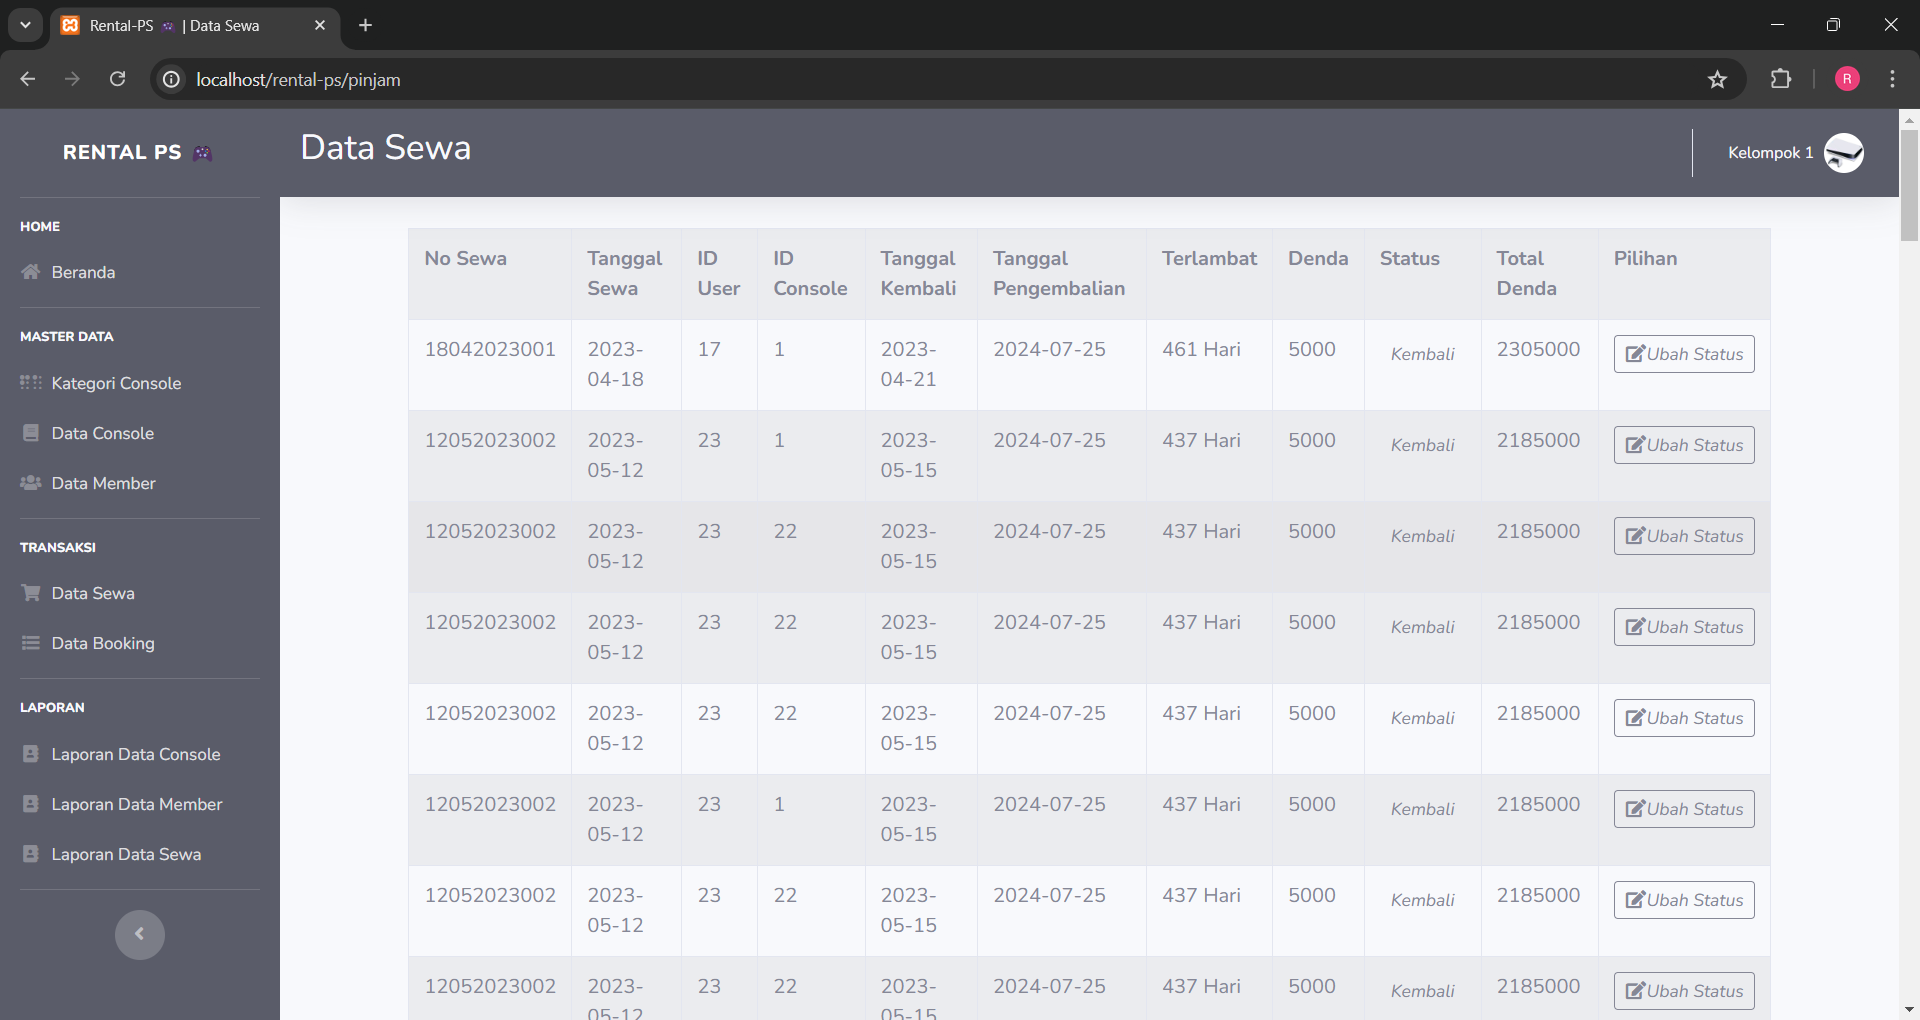 Rental-PS 🎮 | Data Sewa
localhost/rental-ps/pinjam
R
RENTAL PS 🎮
Data Sewa
Kelompok 1
HOME
Beranda
MASTER DATA
Kategori Console
Data Console
Data Member
TRANSAKSI
Data Sewa
Data Booking
LAPORAN
Laporan Data Console
Laporan Data Member
Laporan Data Sewa
No Sewa Tanggal ID ID Tanggal Tanggal Terlambat Denda Status Total Pilihan
Sewa User Console Kembali Pengembalian Denda
18042023001 2023- 17 1 2023- 2024-07-25 461 Hari 5000 Kembali 2305000 Ubah Status
04-18 04-21
12052023002 2023- 23 1 2023- 2024-07-25 437 Hari 5000 Kembali 2185000 Ubah Status
05-12 05-15
12052023002 2023- 23 22 2023- 2024-07-25 437 Hari 5000 Kembali 2185000 Ubah Status
05-12 05-15
12052023002 2023- 23 22 2023- 2024-07-25 437 Hari 5000 Kembali 2185000 Ubah Status
05-12 05-15
12052023002 2023- 23 22 2023- 2024-07-25 437 Hari 5000 Kembali 2185000 Ubah Status
05-12 05-15
12052023002 2023- 23 1 2023- 2024-07-25 437 Hari 5000 Kembali 2185000 Ubah Status
05-12 05-15
12052023002 2023- 23 22 2023- 2024-07-25 437 Hari 5000 Kembali 2185000 Ubah Status
05-12 05-15
12052023002 2023- 23 22 2023- 2024-07-25 437 Hari 5000 Kembali 2185000 Ubah Status
05-12 05-15